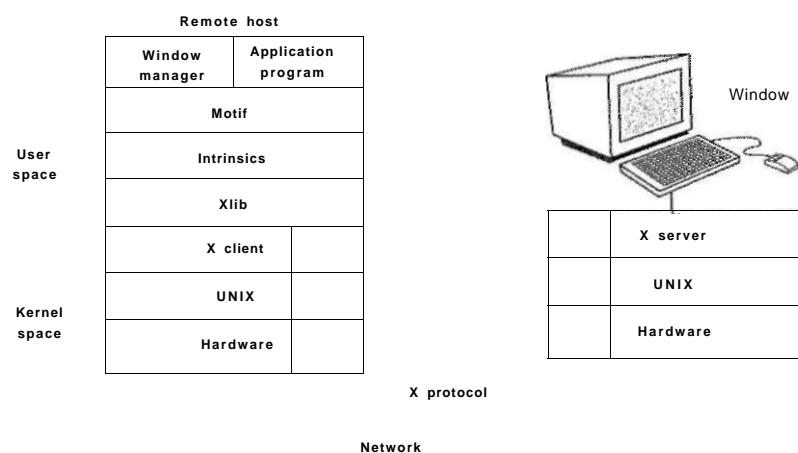 Remote host
Window
manager
Application
program
Motif
Intrinsics
Xlib
X client
UNIX
Hardware
User
space
Kernel
space
Window
X server
UNIX
Hardware
X protocol
Network